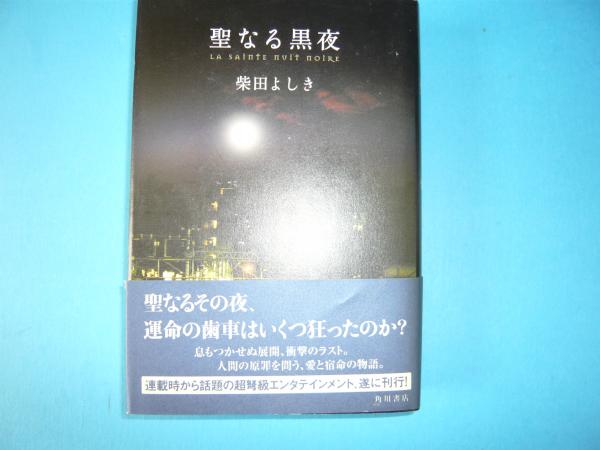 聖なる黒夜
LA SAINTE NUIT NOIRE
柴田よしき
聖なるその夜、
運命の歯車はいくつ狂ったのか?
息もつかせぬ展開、衝撃のラスト。
人間の原罪を問う、愛と宿命の物語。
連載時から話題の超弩級エンタテインメント、遂に刊行!
角川書店